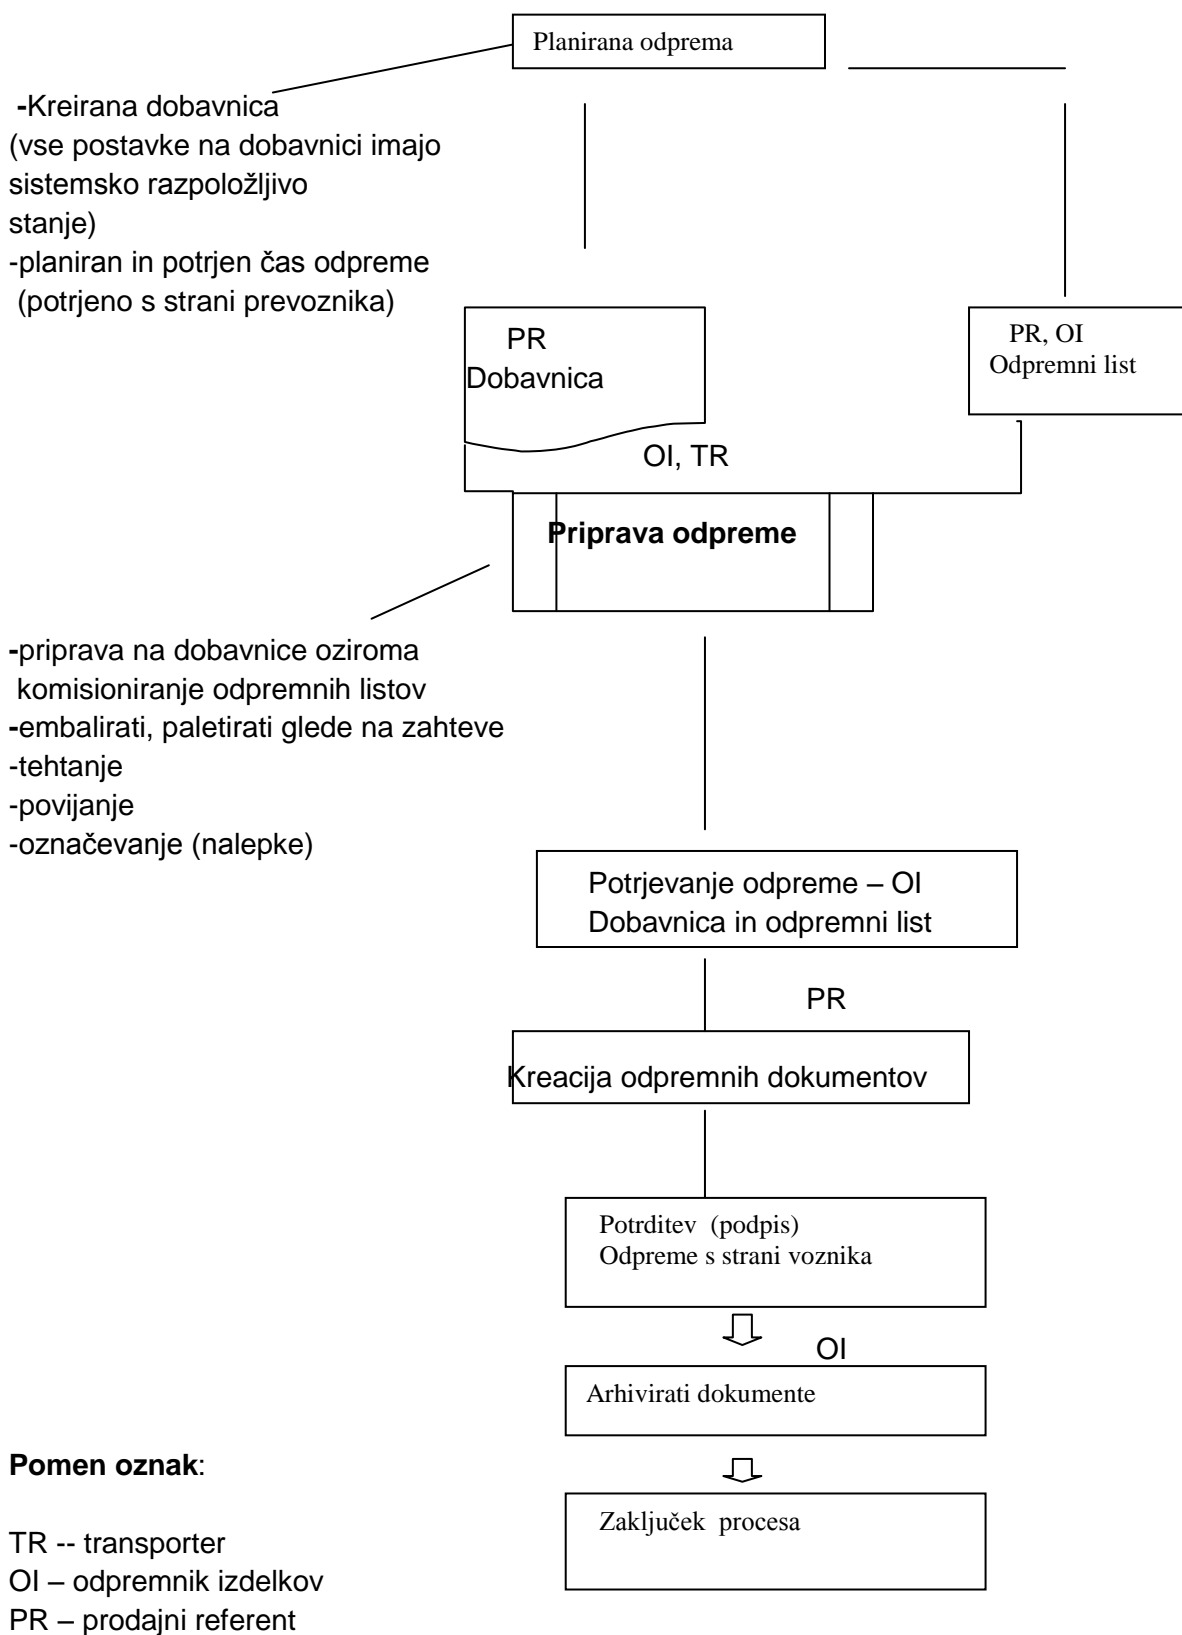 Planirana odprema
-Kreirana dobavnica
(vse postavke na dobavnici imajo
sistemsko razpoložljivo
stanje)
-planiran in potrjen čas odpreme
(potrjeno s strani prevoznika)
PR
Dobavnica
PR, OI
Odpremni list
OI, TR
Priprava odpreme
-priprava na dobavnice oziroma
komisioniranje odpremnih listov
-embalirati, paletirati glede na zahteve
-tehtanje
-povijanje
-označevanje (nalepke)
Potrjevanje odpreme – OI
Dobavnica in odpremni list
PR
Kreacija odpremnih dokumentov
Potrditev (podpis)
Odpreme s strani voznika
OI
Arhivirati dokumente
Zaključek procesa
Pomen oznak:
TR -- transporter
OI – odpremnik izdelkov
PR – prodajni referent